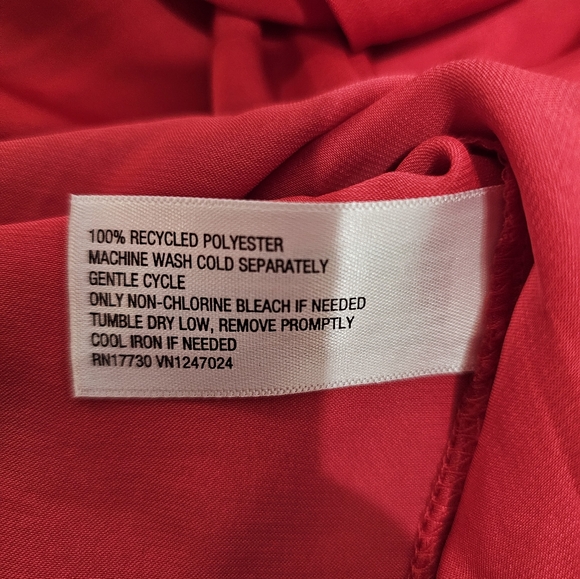 100% RECYCLED POLYESTER
MACHINE WASH COLD SEPARATELY
GENTLE CYCLE
ONLY NON-CHLORINE BLEACH IF NEEDED
TUMBLE DRY LOW, REMOVE PROMPTLY
COOL IRON IF NEEDED
RN17730 VN1247024